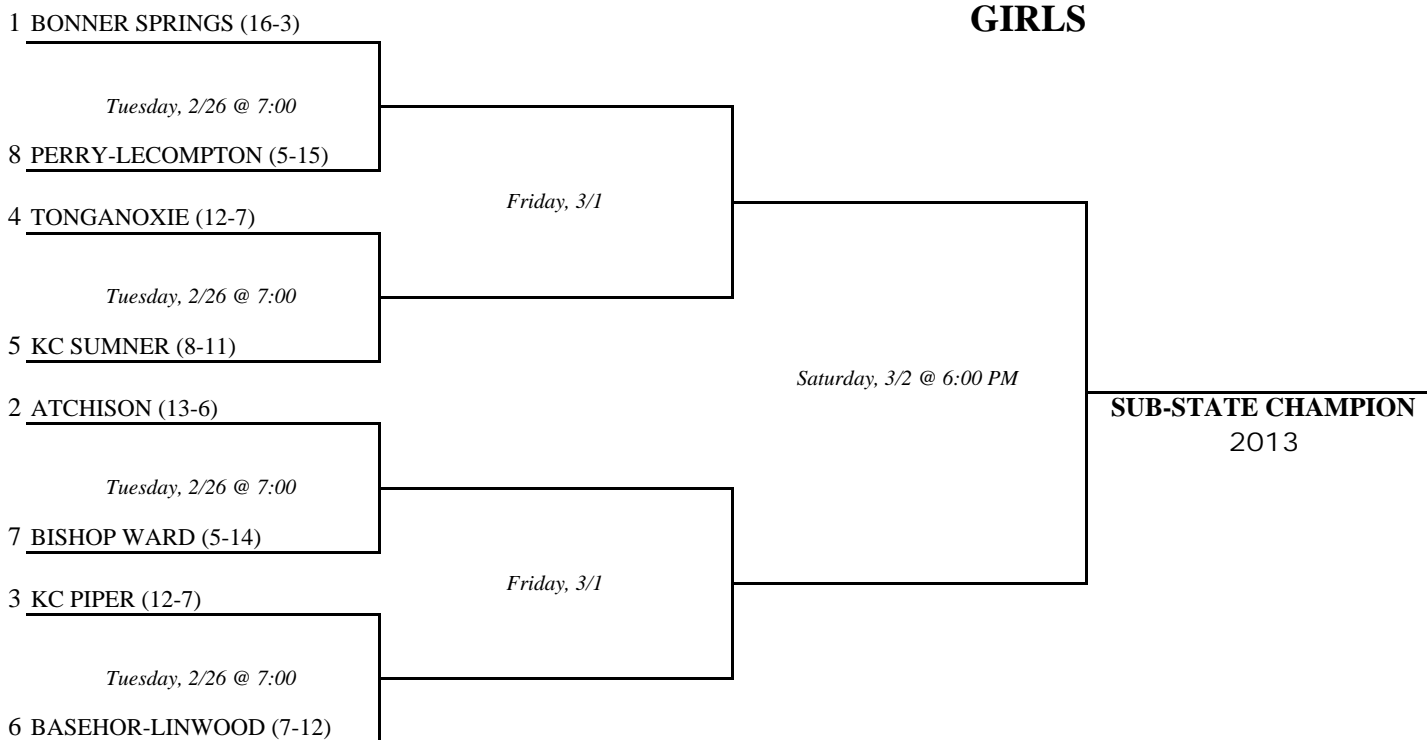 GIRLS
1 BONNER SPRINGS (16-3)
Tuesday, 2/26 @ 7:00
8 PERRY-LECOMPTON (5-15)
Friday, 3/1
4 TONGANOXIE (12-7)
Tuesday, 2/26 @ 7:00
5 KC SUMNER (8-11)
Saturday, 3/2 @ 6:00 PM
SUB-STATE CHAMPION
2013
2 ATCHISON (13-6)
Tuesday, 2/26 @ 7:00
7 BISHOP WARD (5-14)
Friday, 3/1
3 KC PIPER (12-7)
Tuesday, 2/26 @ 7:00
6 BASEHOR-LINWOOD (7-12)